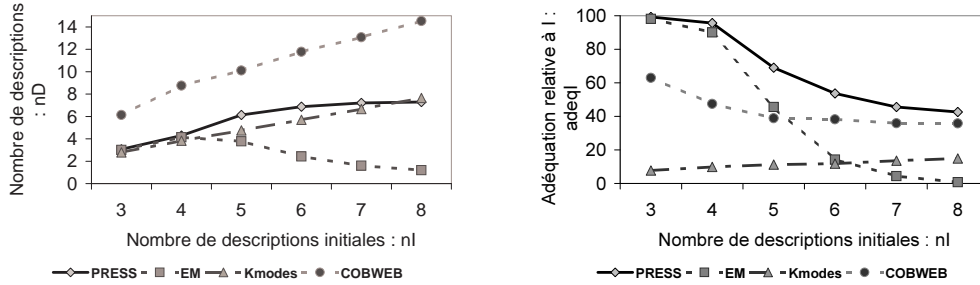 Nombre de descriptions
: nD
14
12
10
8
6
4
2
0
3 4 5 6 7 8
Nombre de descriptions initiales : nI
PRESS EM Kmodes COBWEB
Adéquation relative à I :
adeqI
100
80
60
40
20
0
3 4 5 6 7 8
Nombre de descriptions initiales : nI
PRESS EM Kmodes COBWEB